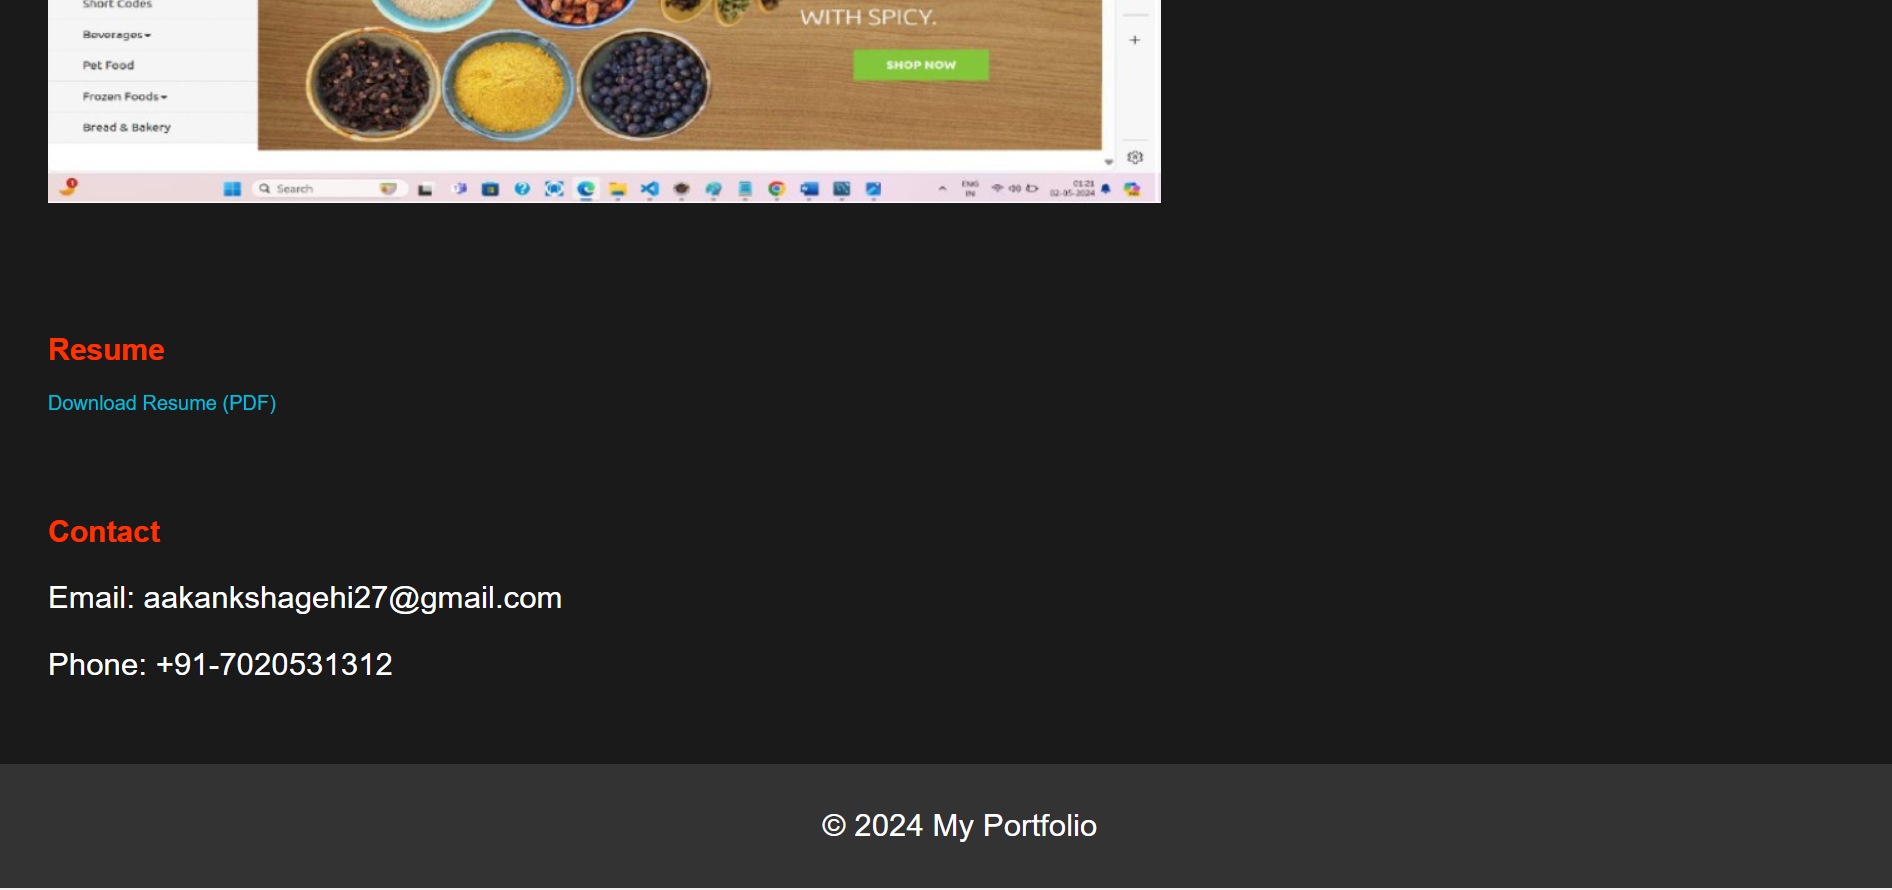 Short Codes
WITH SPICY.
Beverages
SHOP NOW
Pet Food
Frozen Foods
Bread & Bakery
1
Search
ENG
IN
01:21
02-05-2024
Resume
Download Resume (PDF)
Contact
Email: aakankshagehi27@gmail.com
Phone: +91-7020531312
© 2024 My Portfolio